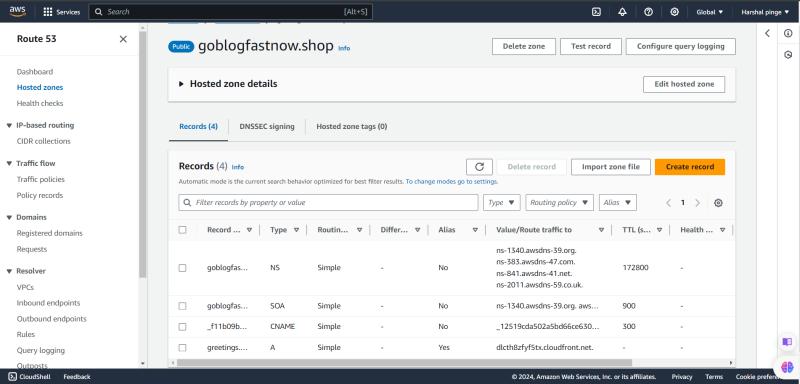 aws
Services
Search
[Alt+S]
Global
Harshal pinge
Route 53
Dashboard
Hosted zones
Health checks
IP-based routing
CIDR collections
Traffic flow
Traffic policies
Policy records
Domains
Registered domains
Requests
Resolver
VPCs
Inbound endpoints
Outbound endpoints
Rules
Query logging
Outposts
Public goblogfastnow.shop Info
Delete zone Test record Configure query logging
Hosted zone details
Edit hosted zone
Records (4) DNSSEC signing Hosted zone tags (0)
Records (4) Info
Delete record Import zone file Create record
Automatic mode is the current search behavior optimized for best filter results. To change modes go to settings.
Filter records by property or value
Type Routing policy Alias
1
Record ... Type Routin... Differ... Alias Value/Route traffic to TTL (s... Health ...
goblogfas... NS Simple - No
ns-1340.awsdns-39.org.
ns-383.awsdns-47.com.
ns-841.awsdns-41.net.
ns-2011.awsdns-59.co.uk.
172800 -
goblogfas... SOA Simple - No ns-1340.awsdns-39.org. aws... 900 -
_f11b09b... CNAME Simple - No _12519cda502a5bd66ce630... 300 -
greetings.... A Simple - Yes dlcth8zfyf5tx.cloudfront.net. - -
CloudShell Feedback
© 2024, Amazon Web Services, Inc. or its affiliates. Privacy Terms Cookie prefere